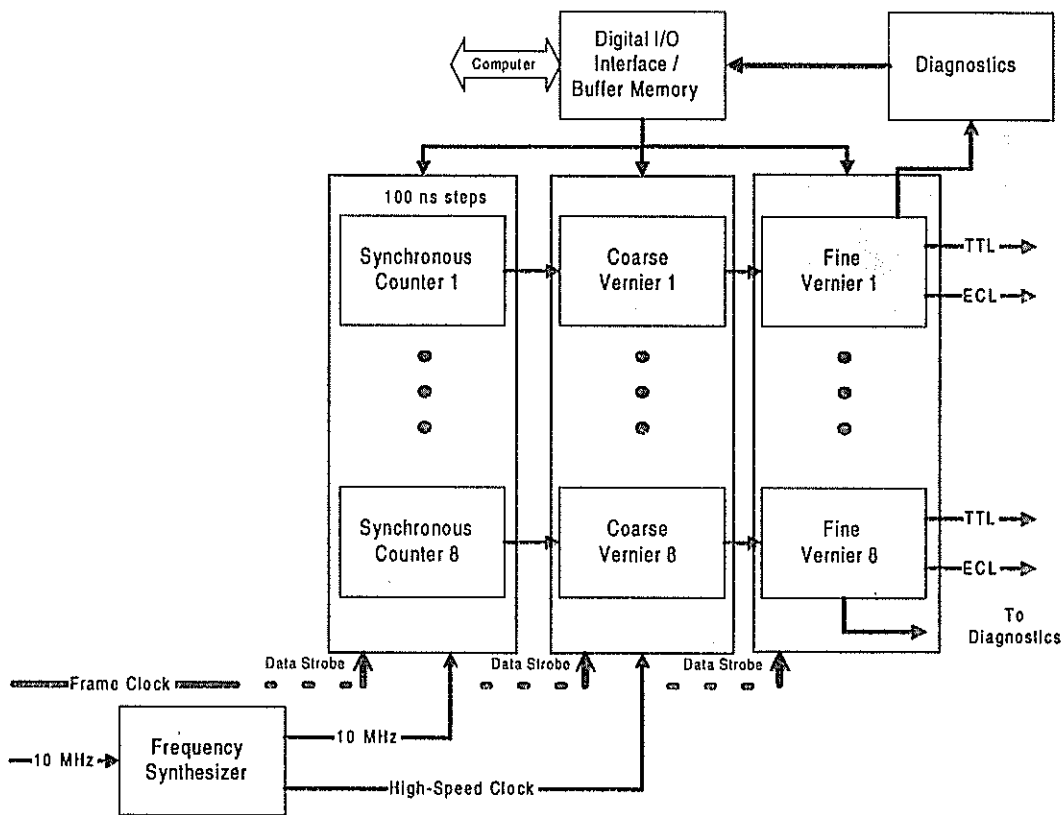 Digital I/O
Interface /
Buffer Memory
Computer
Diagnostics
100 ns steps
Synchronous
Counter 1
Coarse
Vernier 1
Fine
Vernier 1
TTL
ECL
Synchronous
Counter 8
Coarse
Vernier 8
Fine
Vernier 8
TTL
ECL
To
Diagnostics
Data Strobe
Data Strobe
Data Strobe
Frame Clock
10 MHz
Frequency
Synthesizer
10 MHz
High-Speed Clock